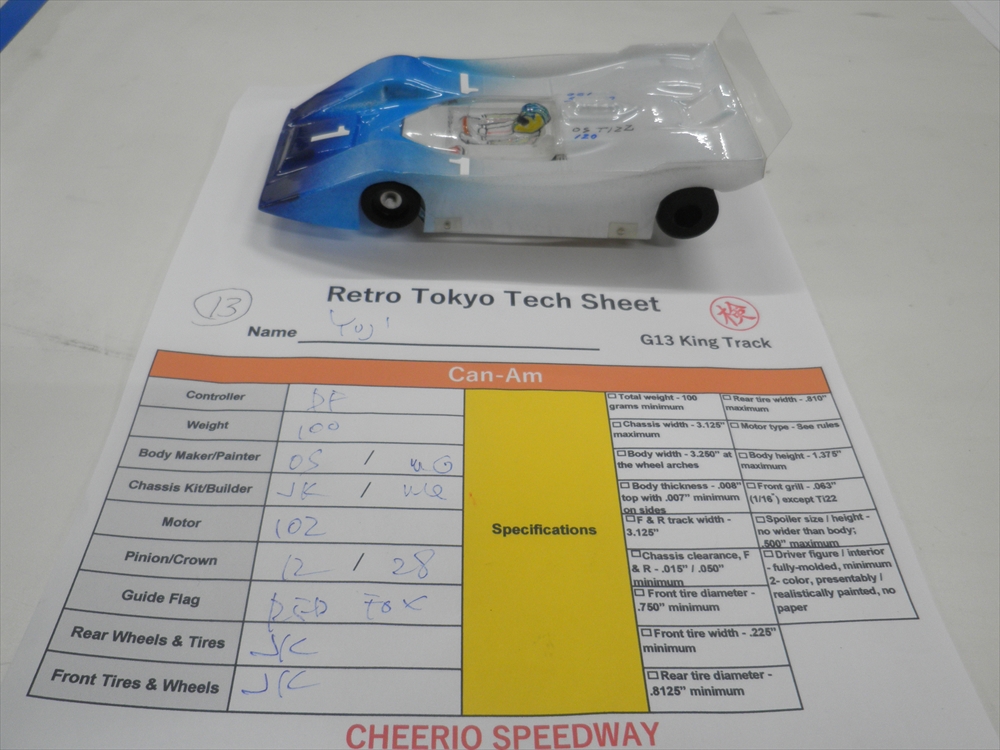 1
1
1
OS Ti22
13
Retro Tokyo Tech Sheet
Name Yuji
G13 King Track
Can-Am
Controller DF
Weight 100
Body Maker/Painter OS /
Chassis Kit/Builder JK /
Motor 102
Pinion/Crown 12 / 28
Guide Flag RED FOX
Rear Wheels & Tires JK
Front Tires & Wheels JK
Specifications
☐ Total weight - 100
grams minimum
☐ Chassis width - 3.125"
maximum
☐ Body width - 3.250" at
the wheel arches
☐ Body thickness - .008"
top with .007" minimum
on sides
☐ F & R track width -
3.125"
☐ Chassis clearance, F
& R - .015" / .050"
minimum
☐ Front tire diameter -
.750" minimum
☐ Front tire width - .225"
minimum
☐ Rear tire diameter -
.8125" minimum
☐ Rear tire width - .810"
maximum
☐ Motor type - See rules
☐ Body height - 1.375"
maximum
☐ Front grill - .063"
(1/16") except Ti22
☐ Spoiler size / height -
no wider than body;
.500" maximum
☐ Driver figure / interior
- fully-molded, minimum
2- color, presentably /
realistically painted, no
paper
CHEERIO SPEEDWAY